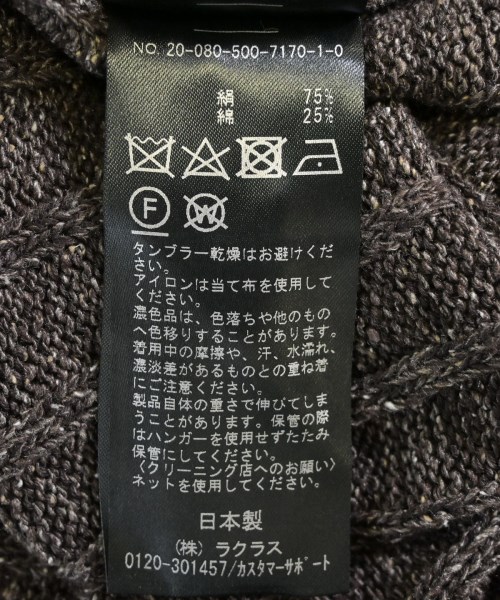 NO. 20-080-500-7170-1-0
絹 75%
綿 25%
F W
タンブラー乾燥はお避けくだ
さい。
アイロンは当て布を使用して
ください。
濃色品は、色落ちや他のもの
へ色移りすることがあります。
着用中の摩擦や、汗、水濡れ、
濃淡差があるものとの重ね着
にご注意ください。
製品自体の重さで伸びてしま
うことがあります。保管の際
はハンガーを使用せずたたみ
保管にしてください。
〈クリーニング店へのお願い〉
ネットを使用してください。
日本製
(株) ラクラス
0120-301457/カスタマーサポート